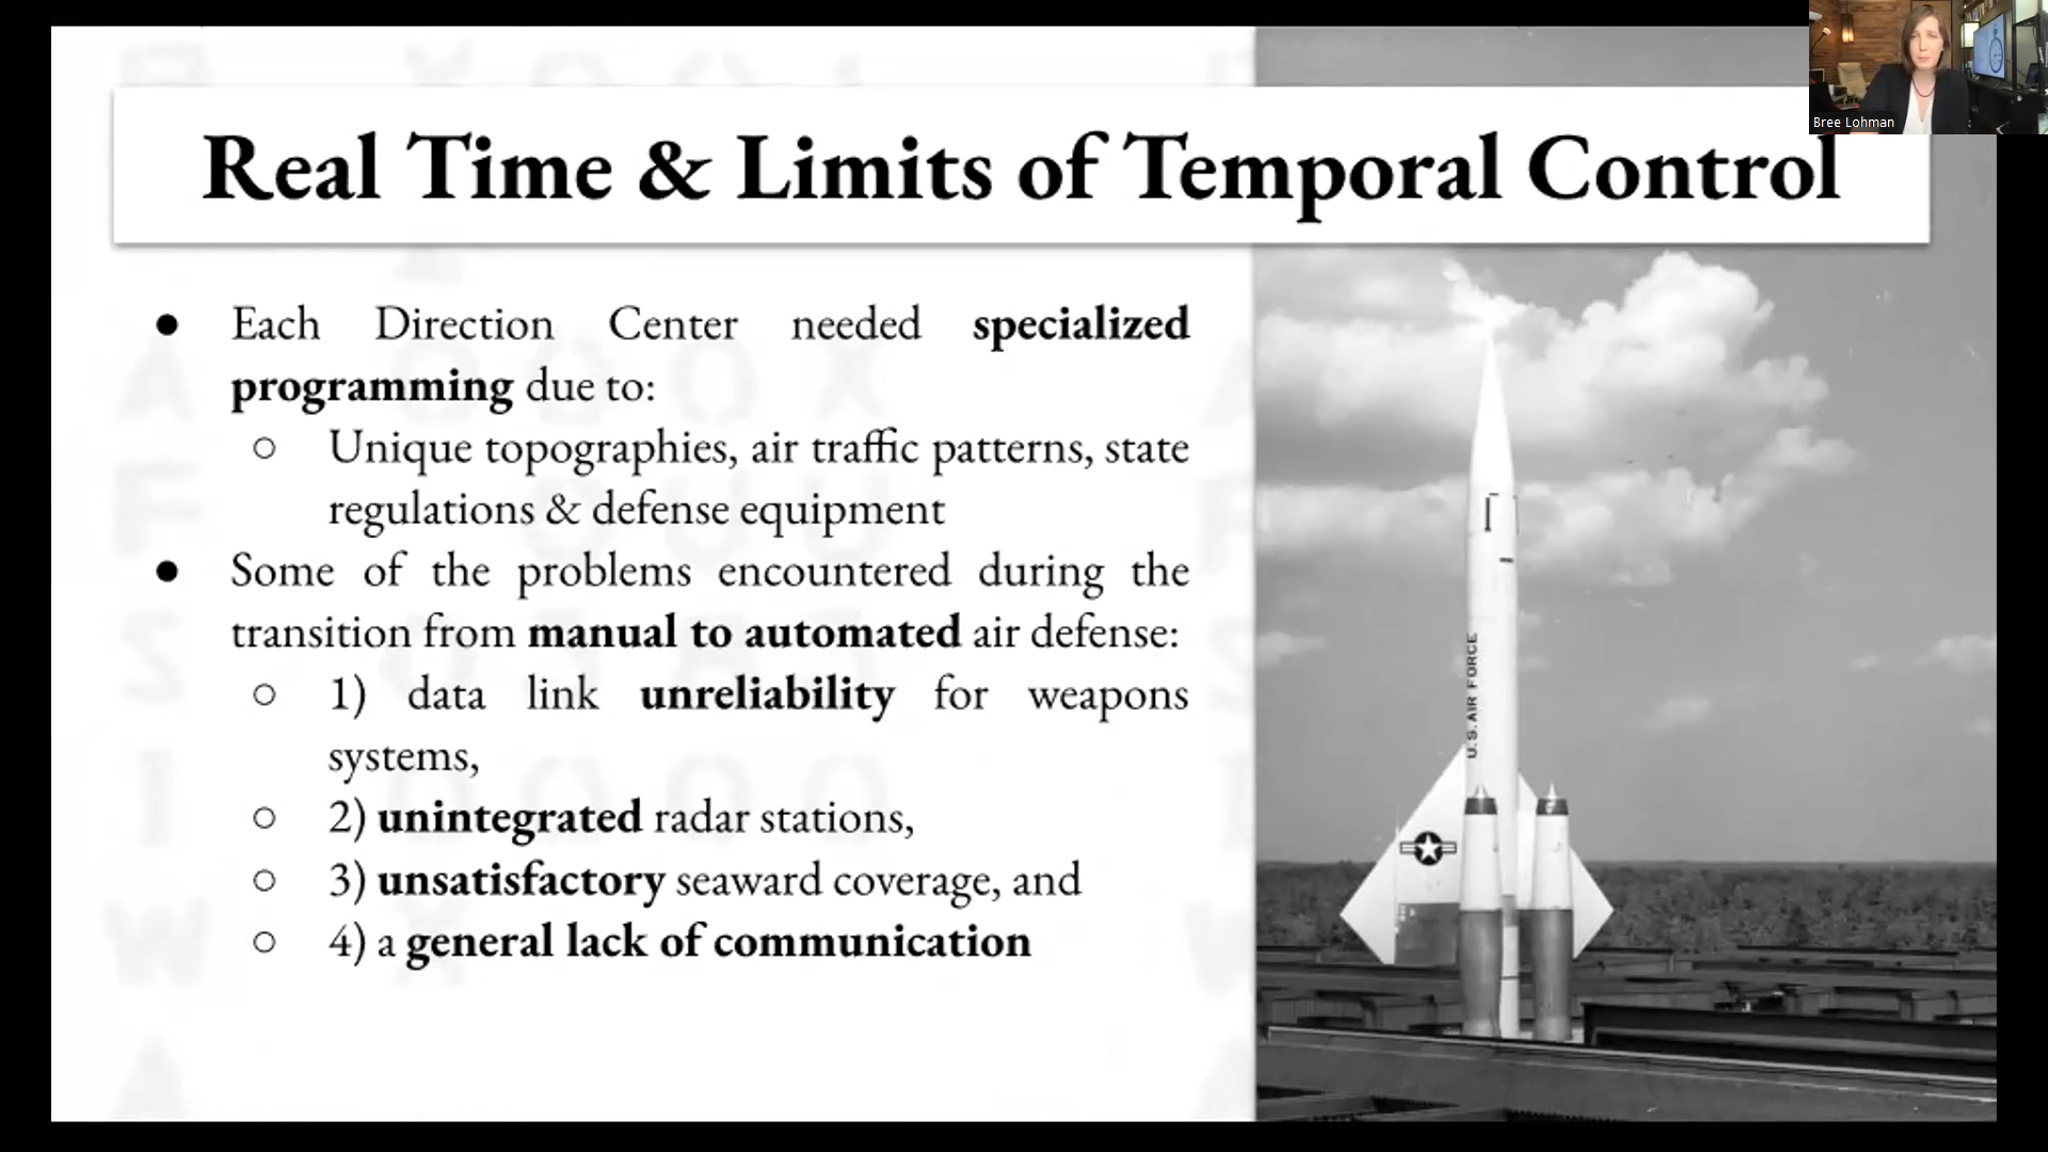 Bree Lohman
Real Time & Limits of Temporal Control
● Each Direction Center needed specialized
programming due to:
○ Unique topographies, air traffic patterns, state
regulations & defense equipment
● Some of the problems encountered during the
transition from manual to automated air defense:
○ 1) data link unreliability for weapons
systems,
○ 2) unintegrated radar stations,
○ 3) unsatisfactory seaward coverage, and
○ 4) a general lack of communication
U.S. AIR FORCE